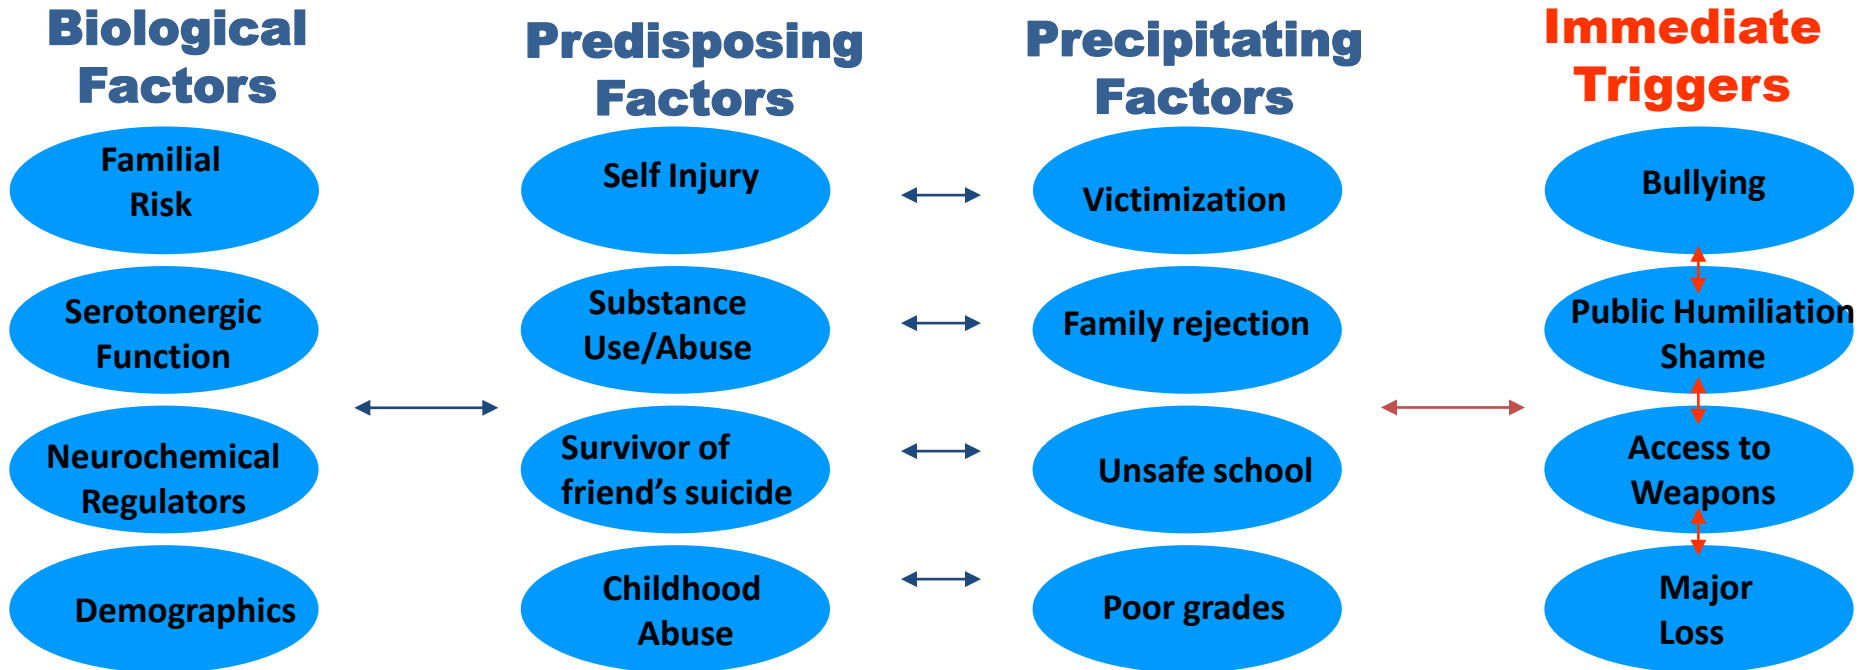 Biological
Factors
Predisposing
Factors
Precipitating
Factors
Immediate
Triggers
Familial
Risk
Serotonergic
Function
Neurochemical
Regulators
Demographics
Self Injury
Substance
Use/Abuse
Survivor of
friend’s suicide
Childhood
Abuse
Victimization
Family rejection
Unsafe school
Poor grades
Bullying
Public Humiliation
Shame
Access to
Weapons
Major
Loss